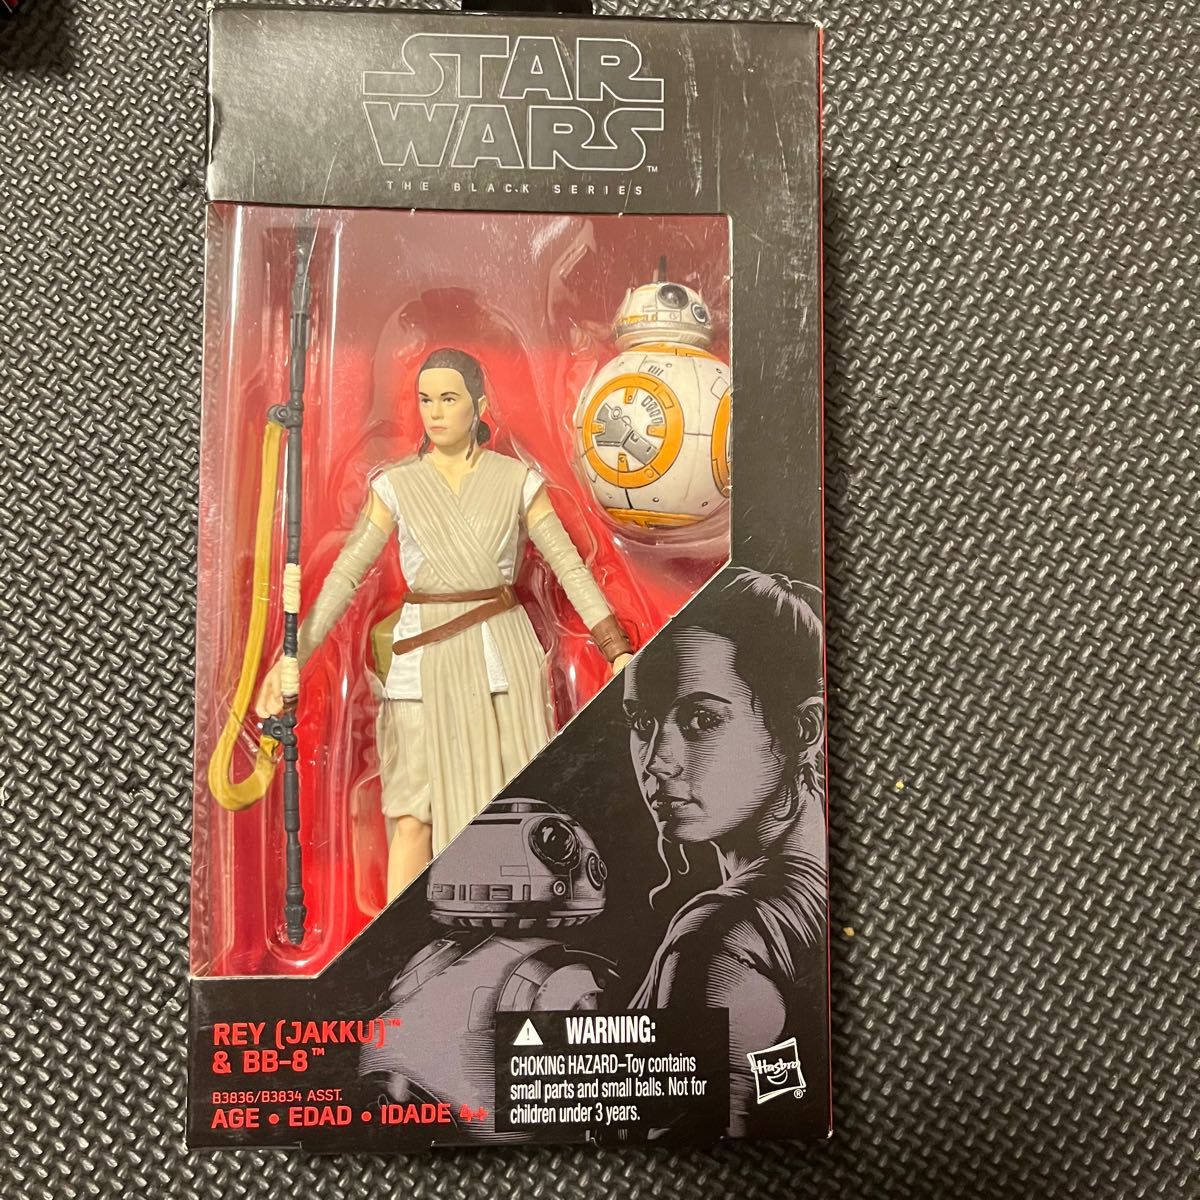 STAR
WARS™
THE BLACK SERIES
REY (JAKKU)™
& BB-8™
B3836/B3834 ASST.
AGE • EDAD • IDADE 4+
WARNING:
CHOKING HAZARD–Toy contains
small parts and small balls. Not for
children under 3 years.
Hasbro®